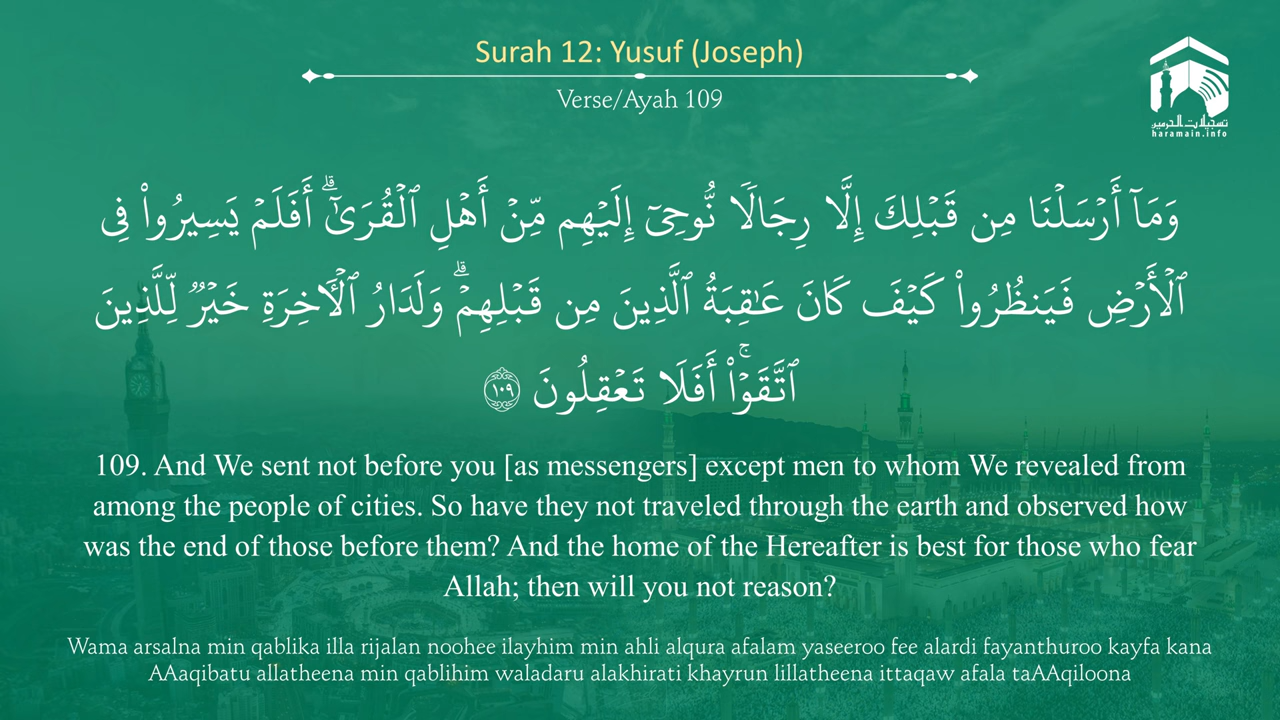 Surah 12: Yusuf (Joseph)
Verse/Ayah 109
تسجيلات الحرمين
haramain.info
وَمَآ أَرْسَلْنَا مِن قَبْلِكَ إِلَّا رِجَالًا نُّوحِىٓ إِلَيْهِم مِّنْ أَهْلِ ٱلْقُرَىٰٓ ۗ أَفَلَمْ يَسِيرُوا۟ فِى
ٱلْأَرْضِ فَيَنظُرُوا۟ كَيْفَ كَانَ عَـٰقِبَةُ ٱلَّذِينَ مِن قَبْلِهِمْ ۗ وَلَدَارُ ٱلْـَٔاخِرَةِ خَيْرٌ لِّلَّذِينَ
ٱتَّقَوْا۟ ۚ أَفَلَا تَعْقِلُونَ ١٠٩
109. And We sent not before you [as messengers] except men to whom We revealed from
among the people of cities. So have they not traveled through the earth and observed how
was the end of those before them? And the home of the Hereafter is best for those who fear
Allah; then will you not reason?
Wama arsalna min qablika illa rijalan noohee ilayhim min ahli alqura afalam yaseeroo fee alardi fayanthuroo kayfa kana
AAaqibatu allatheena min qablihim waladaru alakhirati khayrun lillatheena ittaqaw afala taAAqiloona